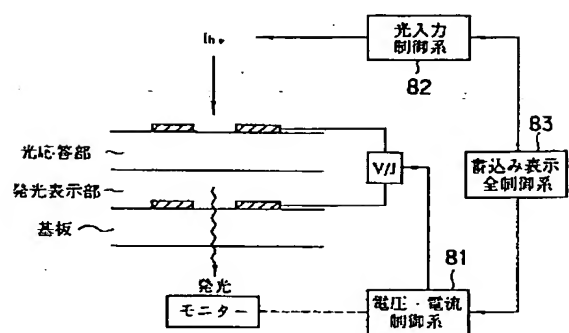 Ihν
光入力
制御系
82
83
書込み表示
全制御系
光応答部
発光表示部
基板
V/J
発光
モニター
81
電圧・電流
制御系